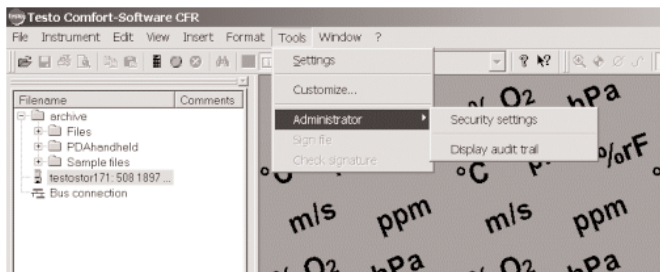 Testo Comfort-Software CFR
File Instrument Edit View Insert Format Tools Window ?
Settings
Customize...
Administrator
Sign file
Check signature
Security settings
Display audit trail
Filename Comments
archive
Files
PDAhandheld
Sample files
testostor171: 508 1897 ...
Bus connection
O2 hPa
°C %rF
m/s ppm m/s ppm
O2 hPa O2 hPa